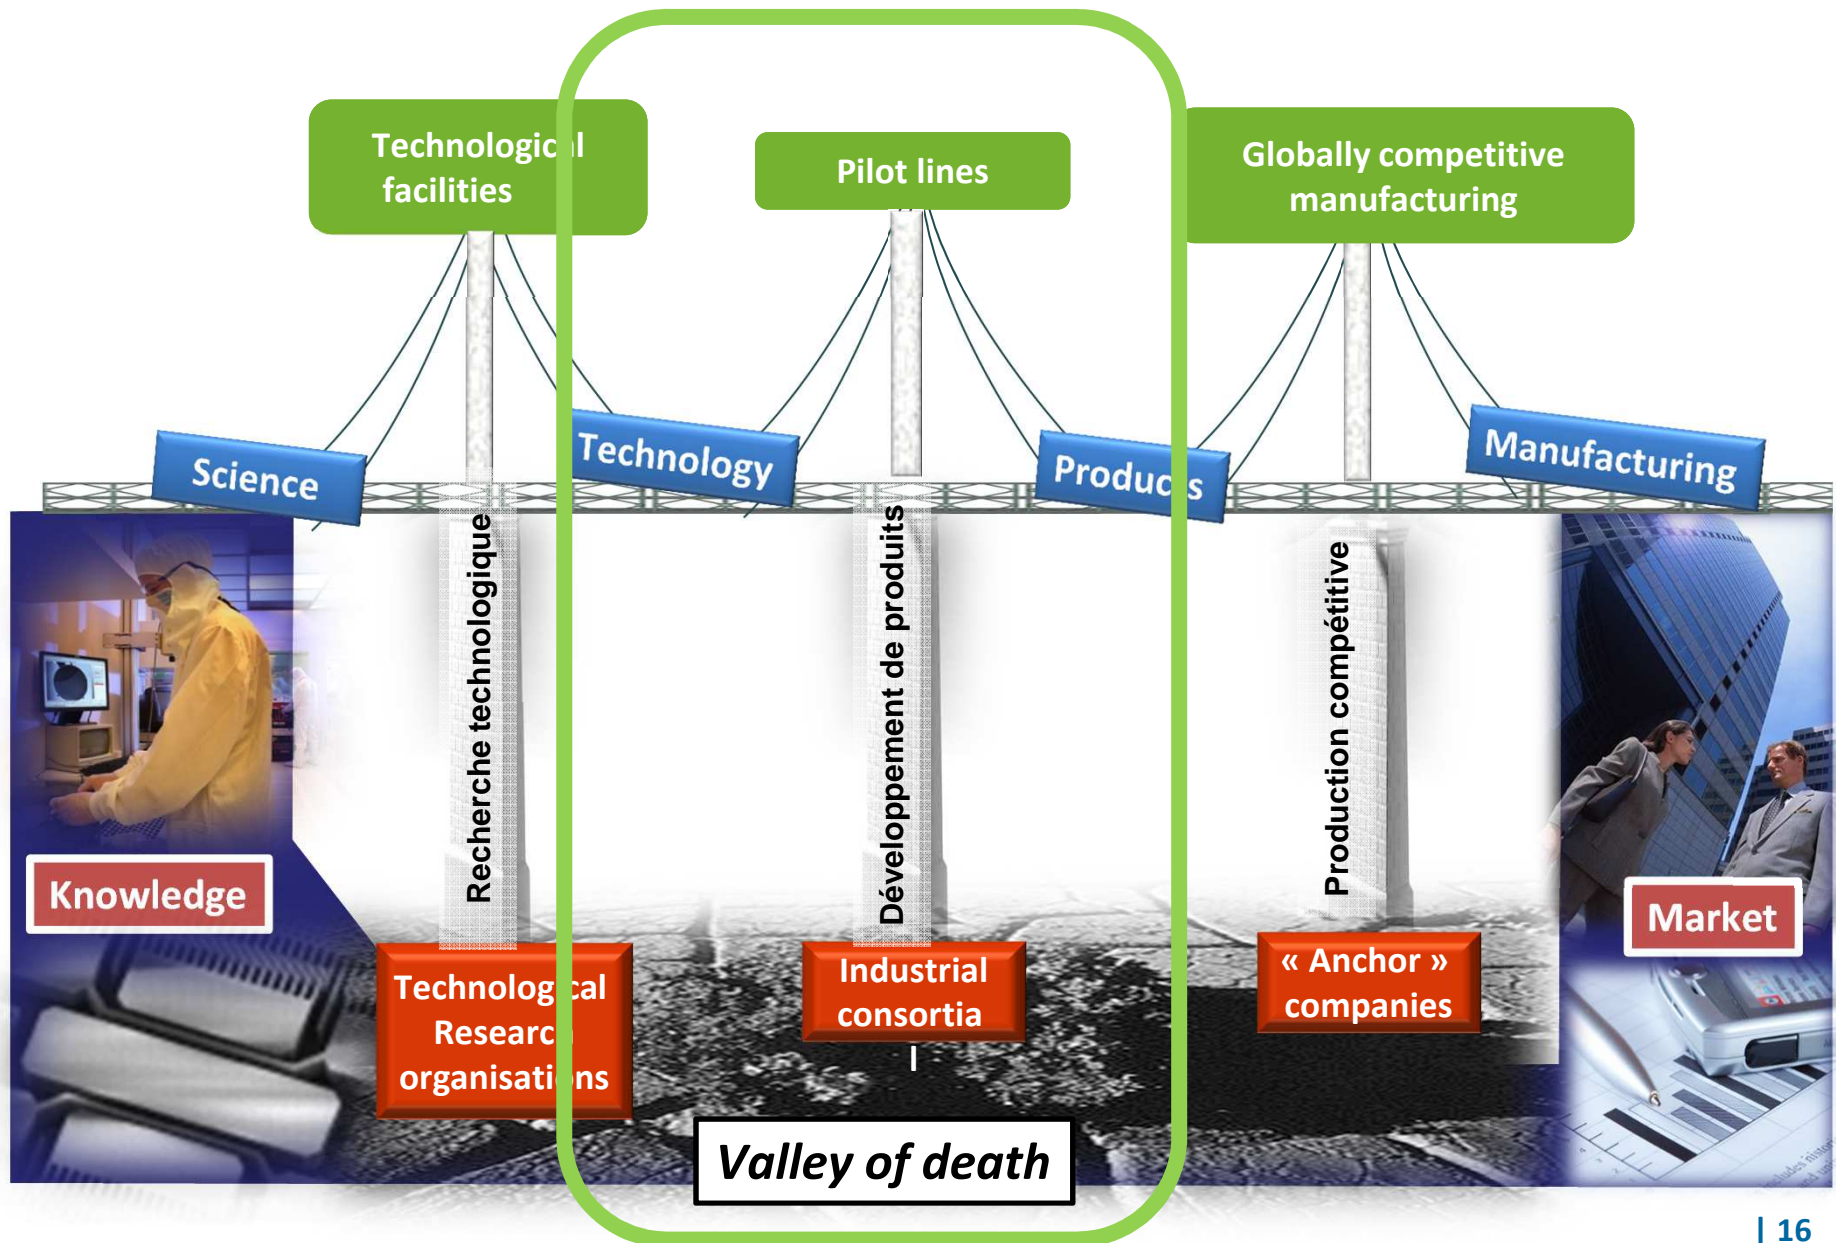 Technological
facilities
Pilot lines
Globally competitive
manufacturing
Science
Technology
Products
Manufacturing
Recherche technologique
Développement de produits
Production compétitive
Knowledge
Market
Technological
Research
organisations
Industrial
consortia
« Anchor »
companies
Valley of death
| 16